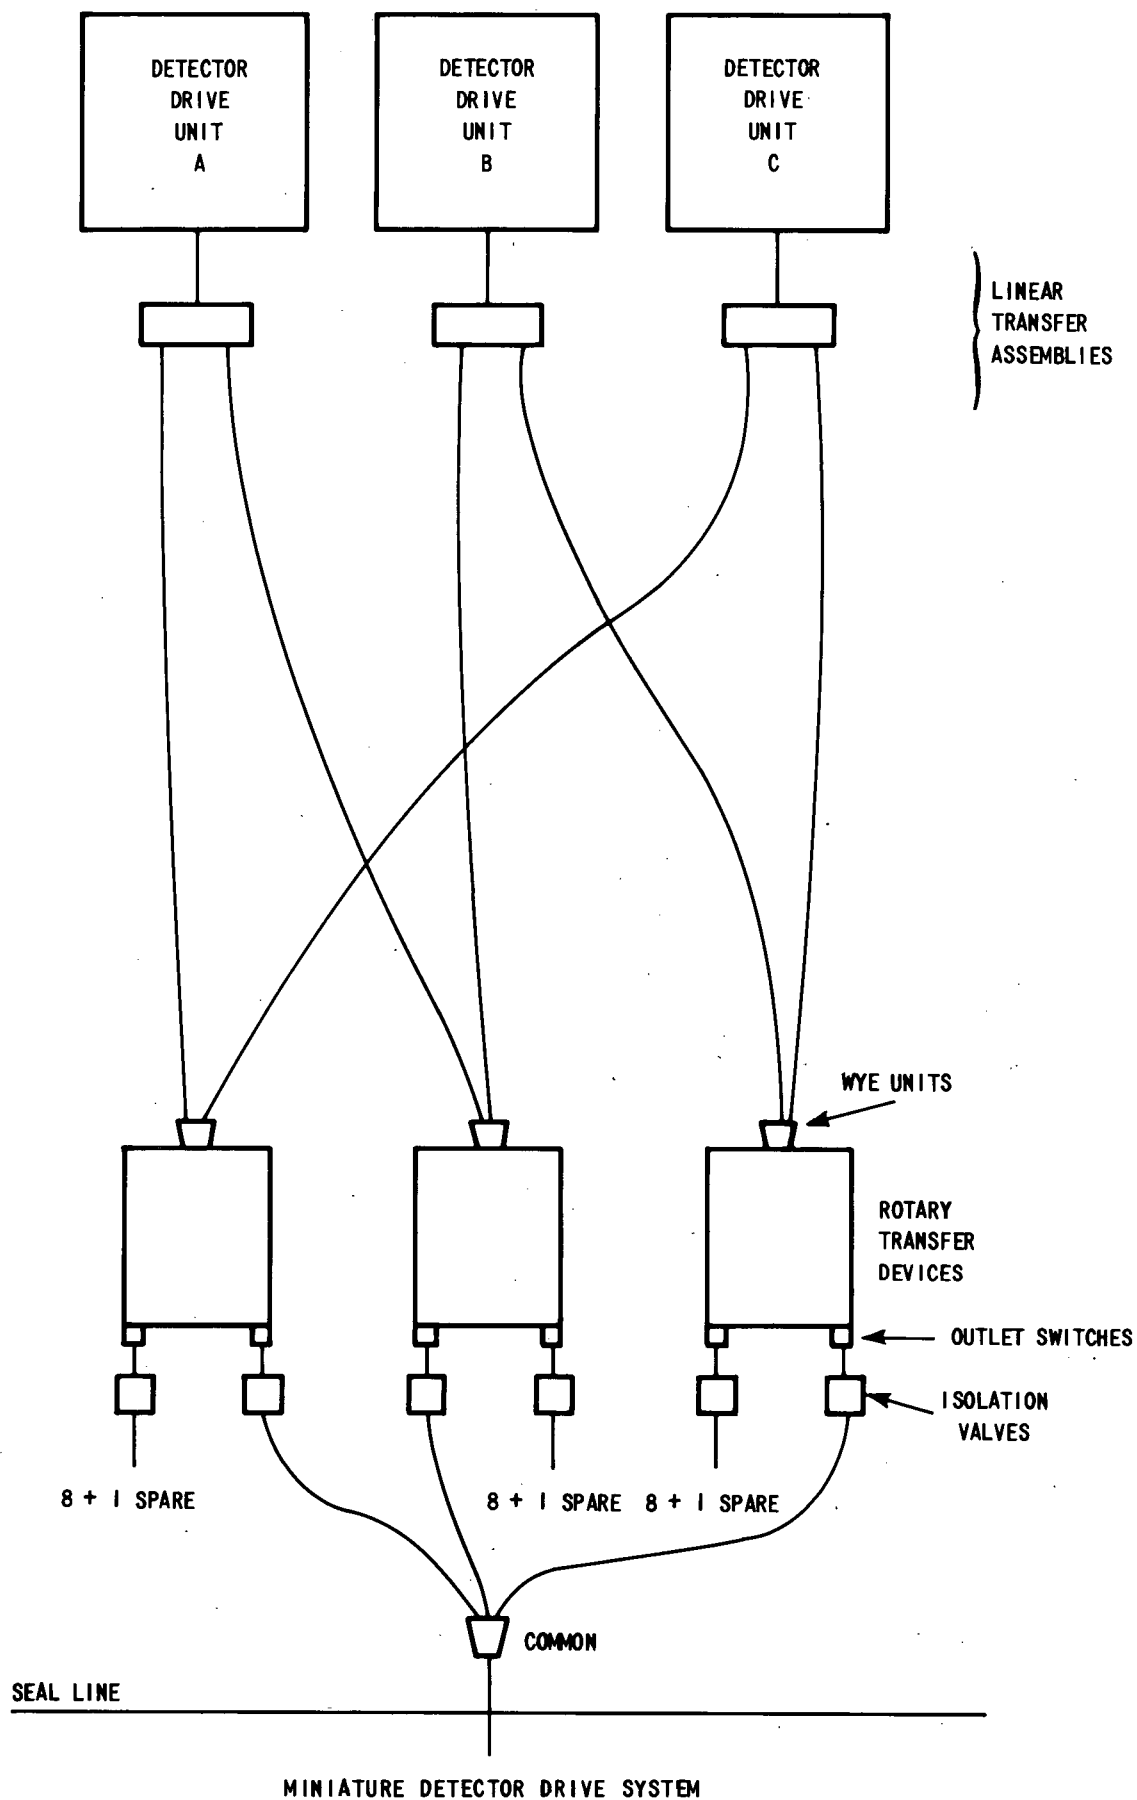 DETECTOR
DRIVE
UNIT
A
DETECTOR
DRIVE
UNIT
B
DETECTOR
DRIVE
UNIT
C
LINEAR
TRANSFER
ASSEMBLIES
WYE UNITS
ROTARY
TRANSFER
DEVICES
OUTLET SWITCHES
ISOLATION
VALVES
8 + 1 SPARE
8 + 1 SPARE
8 + 1 SPARE
COMMON
SEAL LINE
MINIATURE DETECTOR DRIVE SYSTEM